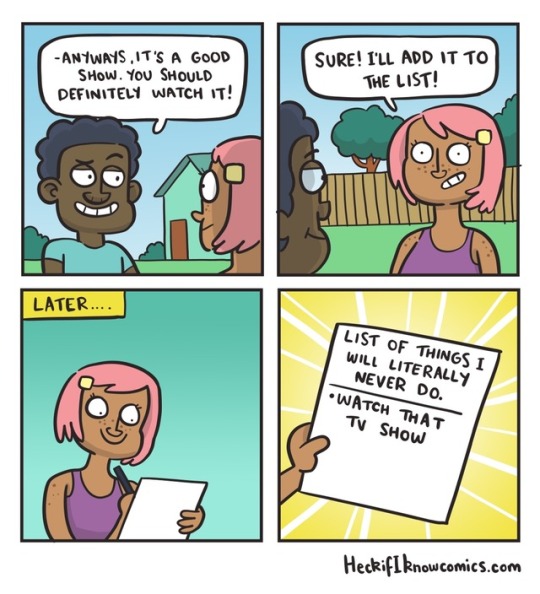 -ANYWAYS, IT'S A GOOD
SHOW. YOU SHOULD
DEFINITELY WATCH IT!
SURE! I'LL ADD IT TO
THE LIST!
LATER....
LIST OF THINGS I
WILL LITERALLY
NEVER DO.
•WATCH THAT
TV SHOW
HeckifIknowcomics.com